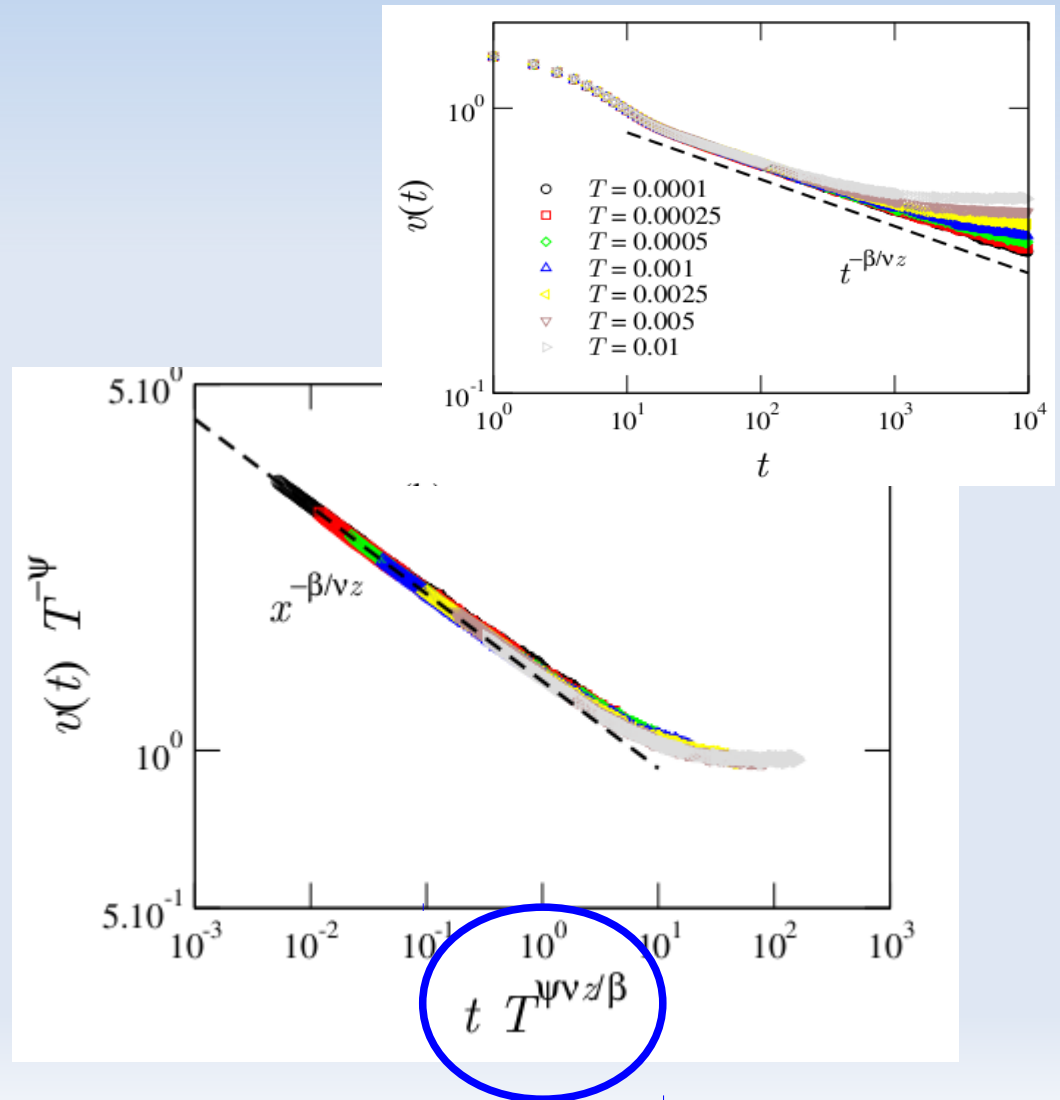 10⁰
10⁻¹
v(t)
T = 0.0001
T = 0.00025
T = 0.0005
T = 0.001
T = 0.0025
T = 0.005
T = 0.01
t^{−β/νz}
10⁰ 10¹ 10² 10³ 10⁴
t
5.10⁰
10⁰
5.10⁻¹
v(t) T^{−ψ}
x^{−β/νz}
10⁻³ 10⁻² 10⁻¹ 10⁰ 10¹ 10² 10³
t T^{ψνz/β}